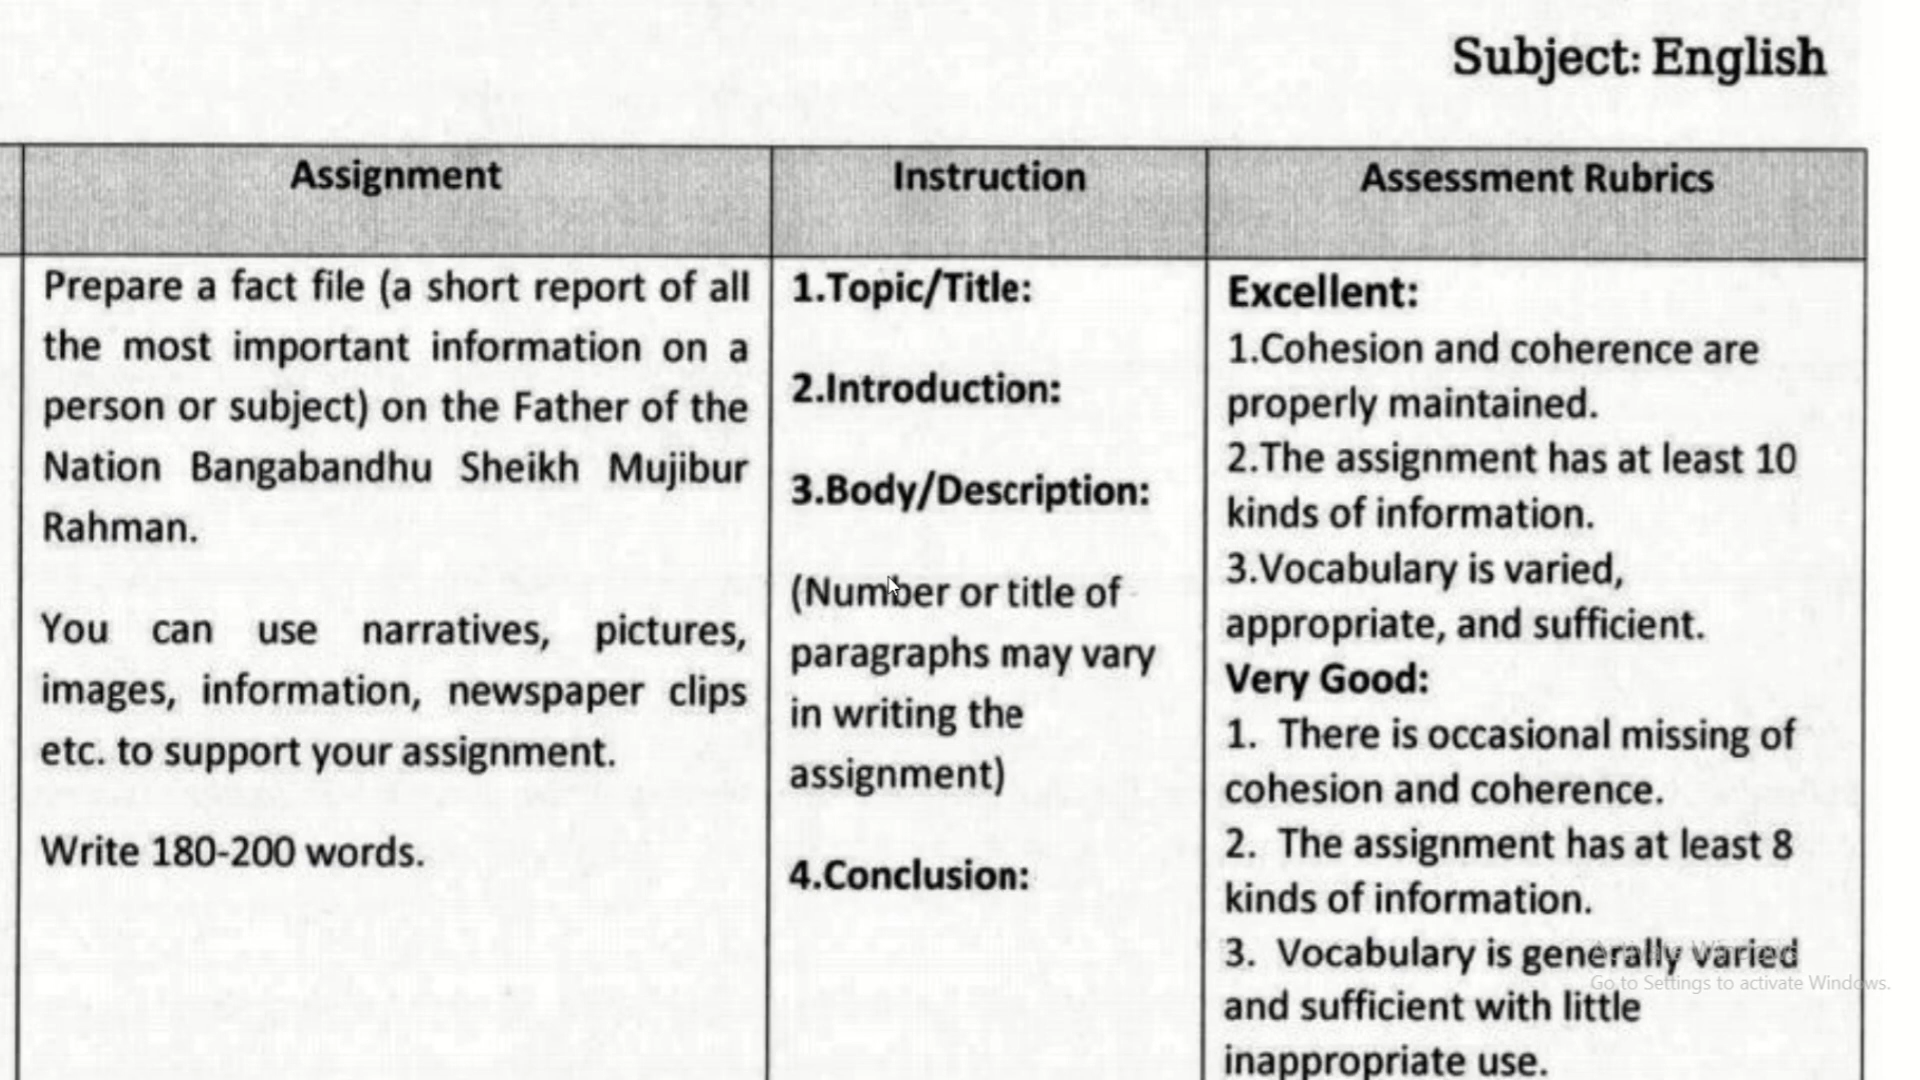 Subject: English
Assignment
Instruction
Assessment Rubrics
Prepare a fact file (a short report of all
the most important information on a
person or subject) on the Father of the
Nation Bangabandhu Sheikh Mujibur
Rahman.
You can use narratives, pictures,
images, information, newspaper clips
etc. to support your assignment.
Write 180-200 words.
1.Topic/Title:
2.Introduction:
3.Body/Description:
(Number or title of
paragraphs may vary
in writing the
assignment)
4.Conclusion:
Excellent:
1.Cohesion and coherence are
properly maintained.
2.The assignment has at least 10
kinds of information.
3.Vocabulary is varied,
appropriate, and sufficient.
Very Good:
1. There is occasional missing of
cohesion and coherence.
2. The assignment has at least 8
kinds of information.
3. Vocabulary is generally varied
and sufficient with little
inappropriate use.
Activate Windows
Go to Settings to activate Windows.